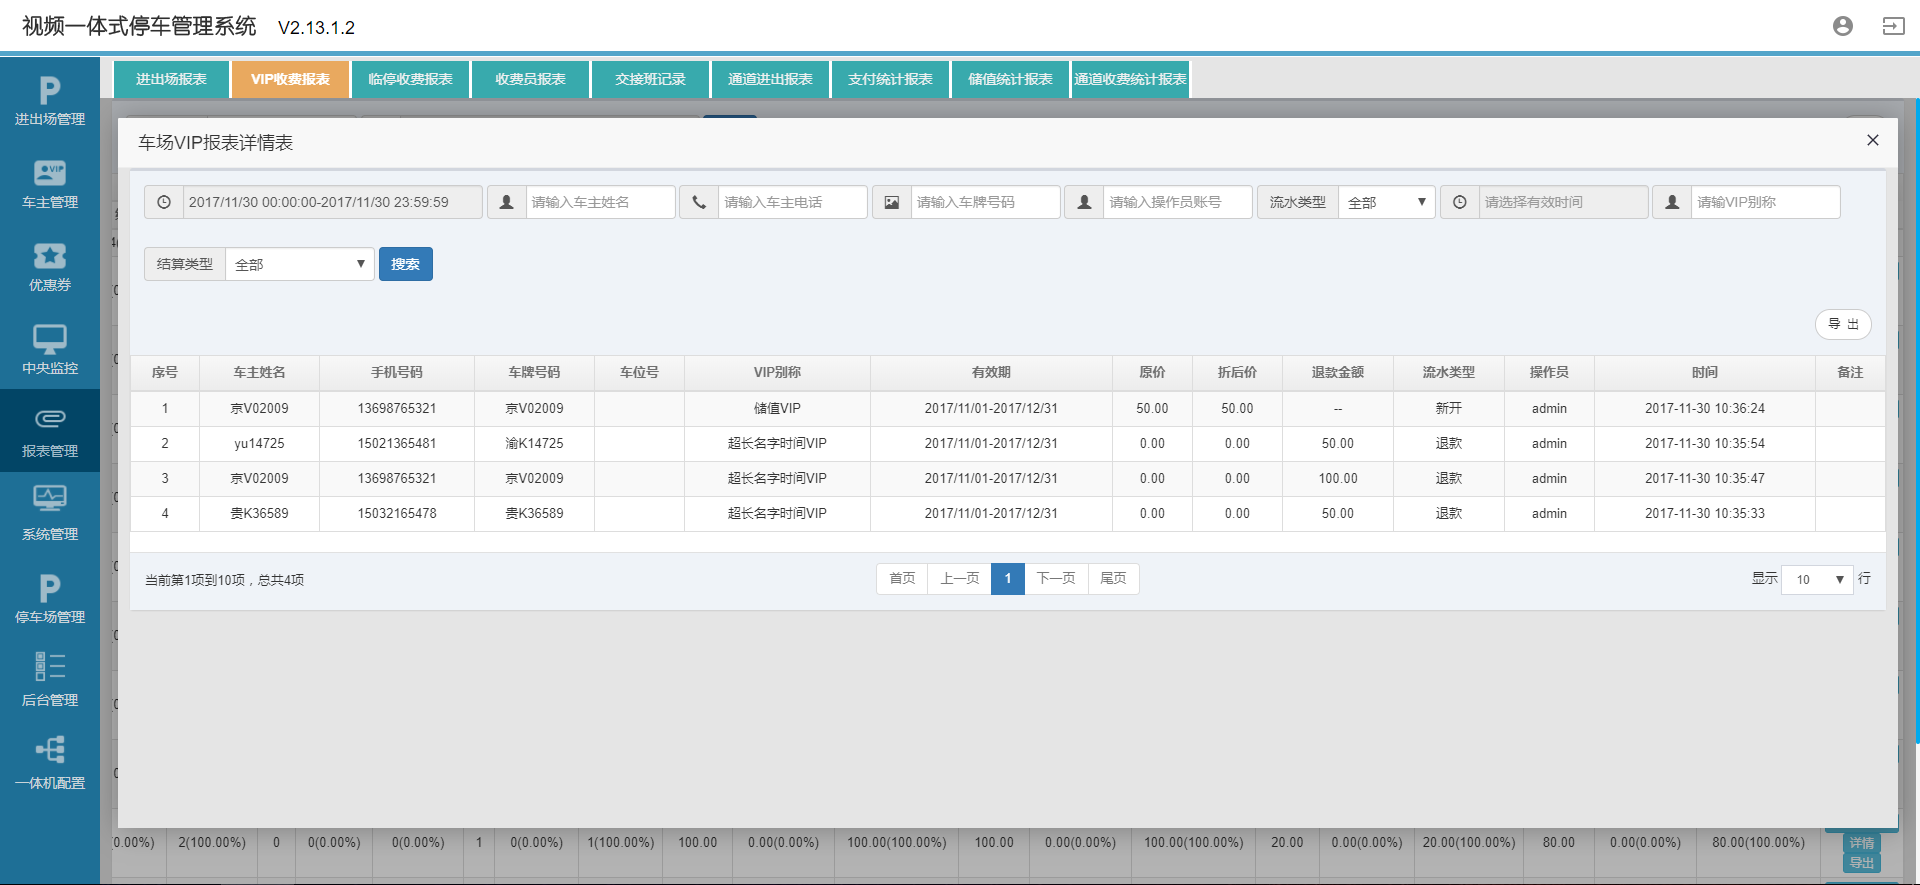 视频一体式停车管理系统 V2.13.1.2
进出场报表 VIP收费报表 临停收费报表 收费员报表 交接班记录 通道进出报表 支付统计报表 储值统计报表 通道收费统计报表
进出场管理
车主管理
优惠券
中央监控
报表管理
系统管理
停车场管理
后台管理
一体机配置
车场VIP报表详情表
2017/11/30 00:00:00-2017/11/30 23:59:59 请输入车主姓名 请输入车主电话 请输入车牌号码 请输入操作员账号 流水类型 全部 请选择有效时间 请输VIP别称
结算类型 全部 搜索
导 出
序号 车主姓名 手机号码 车牌号码 车位号 VIP别称 有效期 原价 折后价 退款金额 流水类型 操作员 时间 备注
1 京V02009 13698765321 京V02009 储值VIP 2017/11/01-2017/12/31 50.00 50.00 -- 新开 admin 2017-11-30 10:36:24
2 yu14725 15021365481 渝K14725 超长名字时间VIP 2017/11/01-2017/12/31 0.00 0.00 50.00 退款 admin 2017-11-30 10:35:54
3 京V02009 13698765321 京V02009 超长名字时间VIP 2017/11/01-2017/12/31 0.00 0.00 100.00 退款 admin 2017-11-30 10:35:47
4 贵K36589 15032165478 贵K36589 超长名字时间VIP 2017/11/01-2017/12/31 0.00 0.00 50.00 退款 admin 2017-11-30 10:35:33
当前第1项到10项，总共4项 首页 上一页 1 下一页 尾页 显示 10 行
0.00%) 2(100.00%) 0 0(0.00%) 0(0.00%) 1 0(0.00%) 1(100.00%) 100.00 0.00(0.00%) 100.00(100.00%) 100.00 0.00(0.00%) 100.00(100.00%) 20.00 0.00(0.00%) 20.00(100.00%) 80.00 0.00(0.00%) 80.00(100.00%) 详情
导出